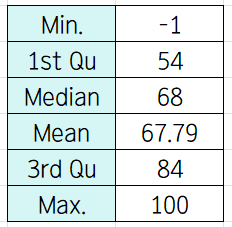 Min. -1
1st Qu 54
Median 68
Mean 67.79
3rd Qu 84
Max. 100